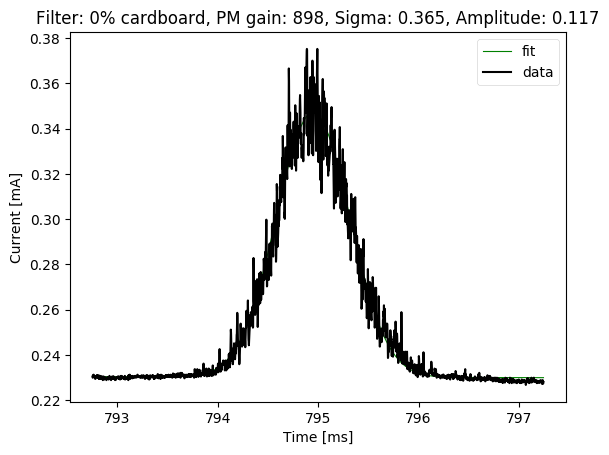 Filter: 0% cardboard, PM gain: 898, Sigma: 0.365, Amplitude: 0.117
fit
data
0.38
0.36
0.34
0.32
0.30
0.28
0.26
0.24
0.22
Current [mA]
793
794
795
796
797
Time [ms]